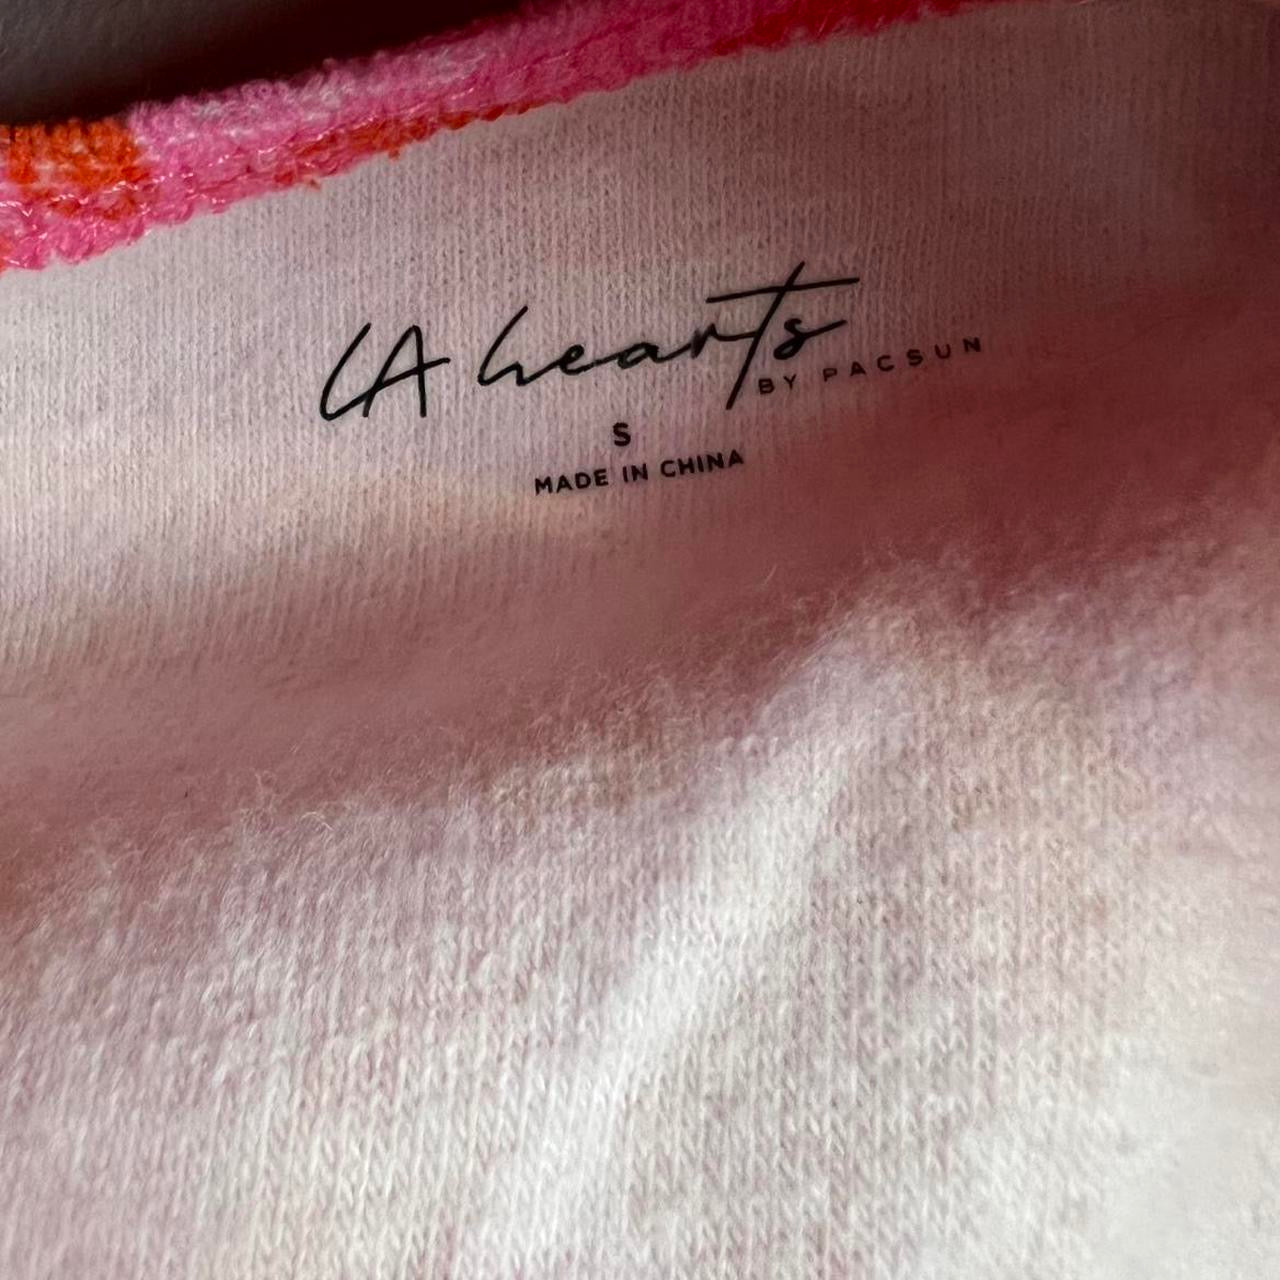 LA hearts
BY PACSUN
S
MADE IN CHINA